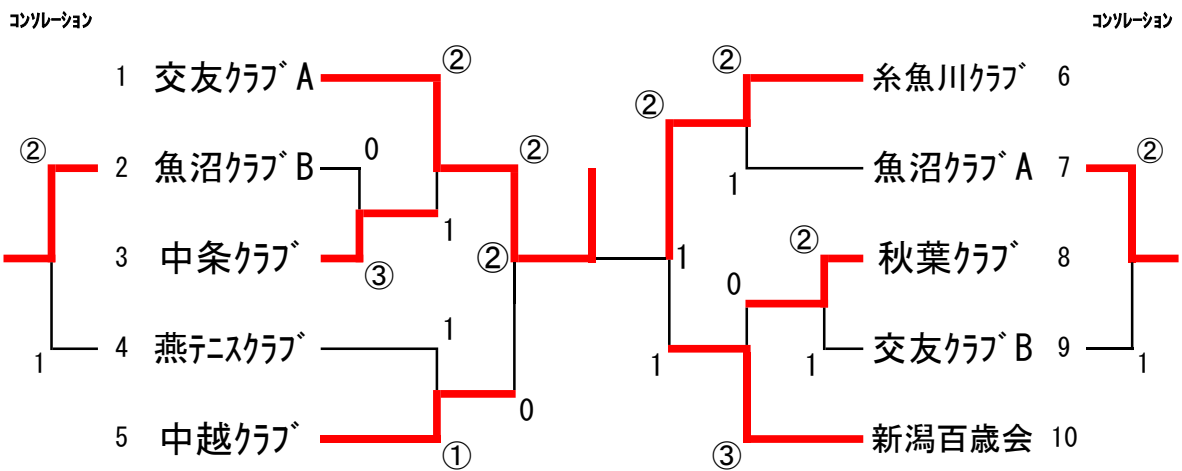 コンソレーション コンソレーション
② ②
1 交友クラブA 糸魚川クラブ 6
②
② 0 ② ②
2 魚沼クラブB 魚沼クラブA 7
1
1 ②
3 中条クラブ ② 1 秋葉クラブ 8
③ 0
1
4 燕テニスクラブ 交友クラブB 9
1 1 1 1
0
5 中越クラブ 新潟百歳会 10
① ③